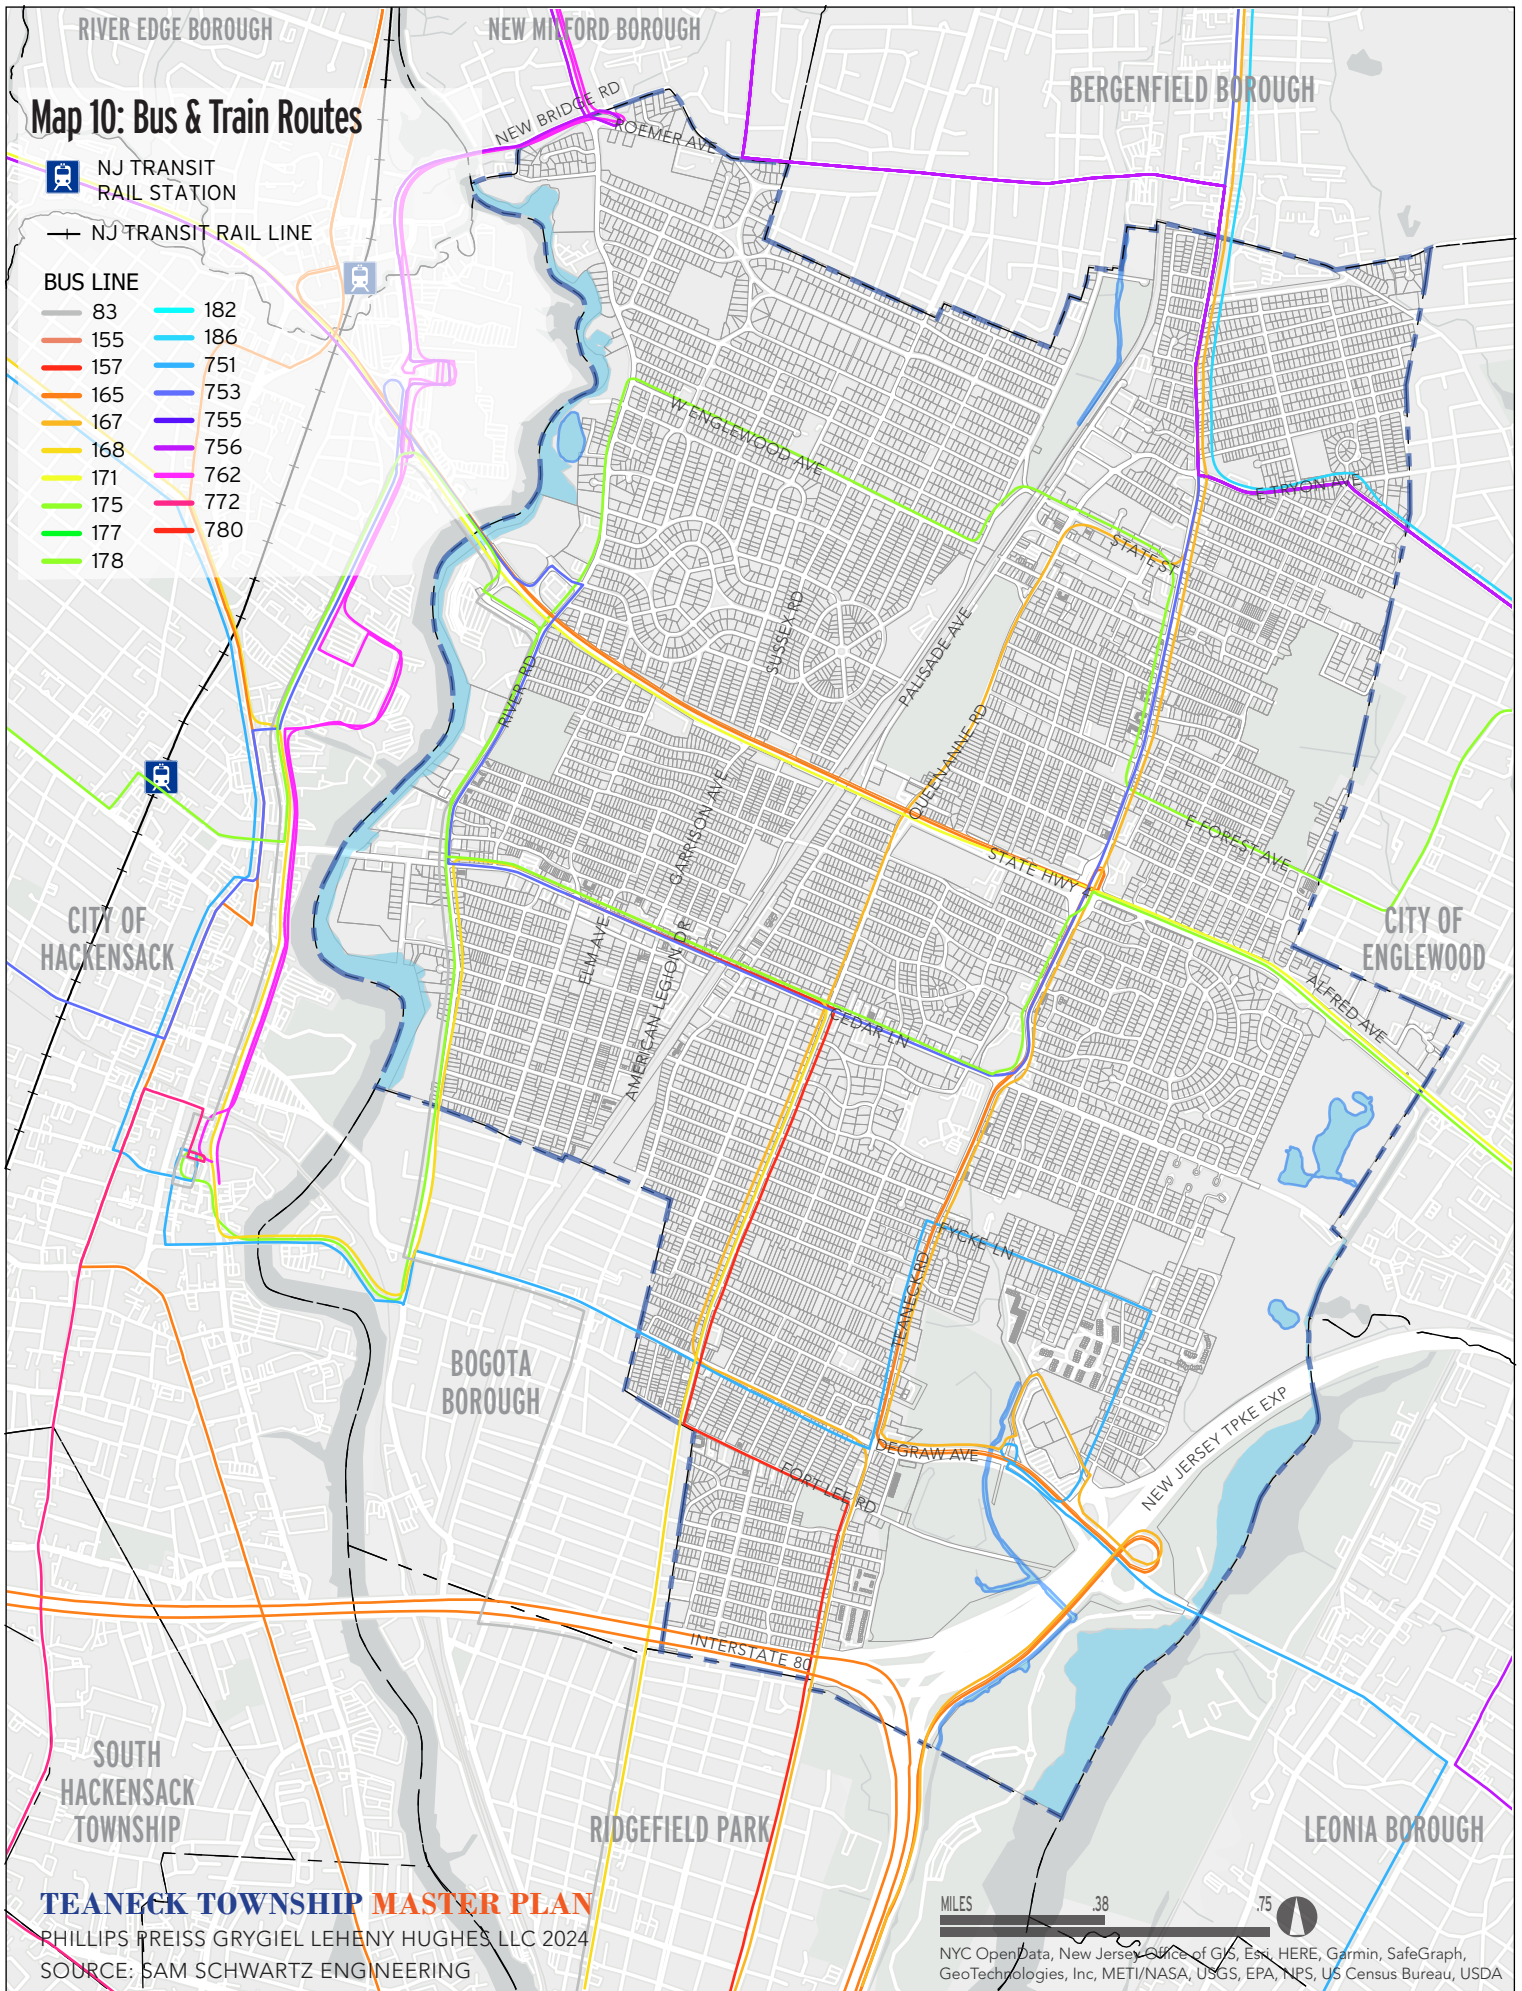 RIVER EDGE BOROUGH
NEW MILFORD BOROUGH
BERGENFIELD BOROUGH
Map 10: Bus & Train Routes
NJ TRANSIT
RAIL STATION
NJ TRANSIT RAIL LINE
BUS LINE
83
155
157
165
167
168
171
175
177
178
182
186
751
753
755
756
762
772
780
NEW BRIDGE RD
ROEMER AVE
W ENGLEWOOD AVE
E TRYON AVE
STATE ST
SUSSEX RD
PALISADE AVE
RIVER RD
QUEEN ANNE RD
GARRISON AVE
E FOREST AVE
STATE HWY 4
CITY OF
HACKENSACK
CITY OF
ENGLEWOOD
ELM AVE
AMERICAN LEGION DR
ALFRED AVE
CEDAR LN
FYCKE LN
TEANECK RD
BOGOTA
BOROUGH
DEGRAW AVE
NEW JERSEY TPKE EXP
FORT LEE RD
INTERSTATE 80
SOUTH
HACKENSACK
TOWNSHIP
RIDGEFIELD PARK
LEONIA BOROUGH
TEANECK TOWNSHIP MASTER PLAN
PHILLIPS PREISS GRYGIEL LEHENY HUGHES LLC 2024
SOURCE: SAM SCHWARTZ ENGINEERING
MILES .38 .75
NYC OpenData, New Jersey Office of GIS, Esri, HERE, Garmin, SafeGraph,
GeoTechnologies, Inc, METI/NASA, USGS, EPA, NPS, US Census Bureau, USDA